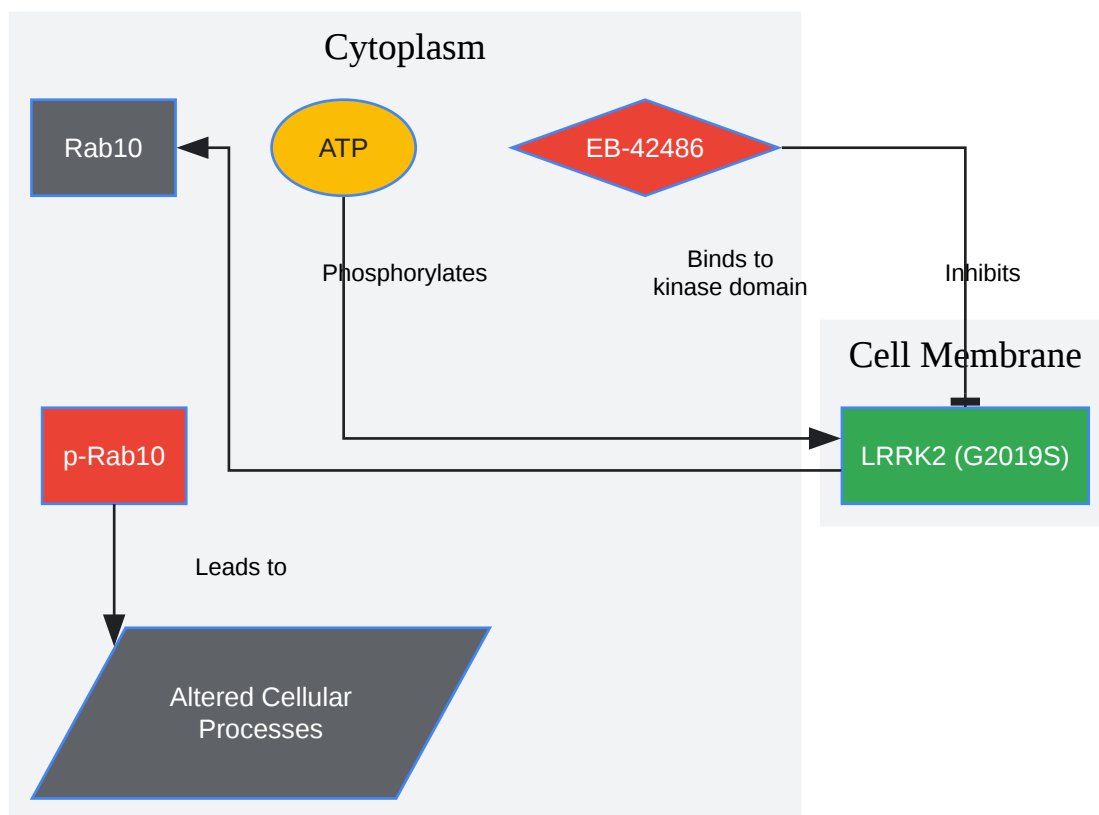 Cytoplasm
Rab10
ATP
EB-42486
Phosphorylates
Binds to
kinase domain
Inhibits
Cell Membrane
p-Rab10
LRRK2 (G2019S)
Leads to
Altered Cellular
Processes